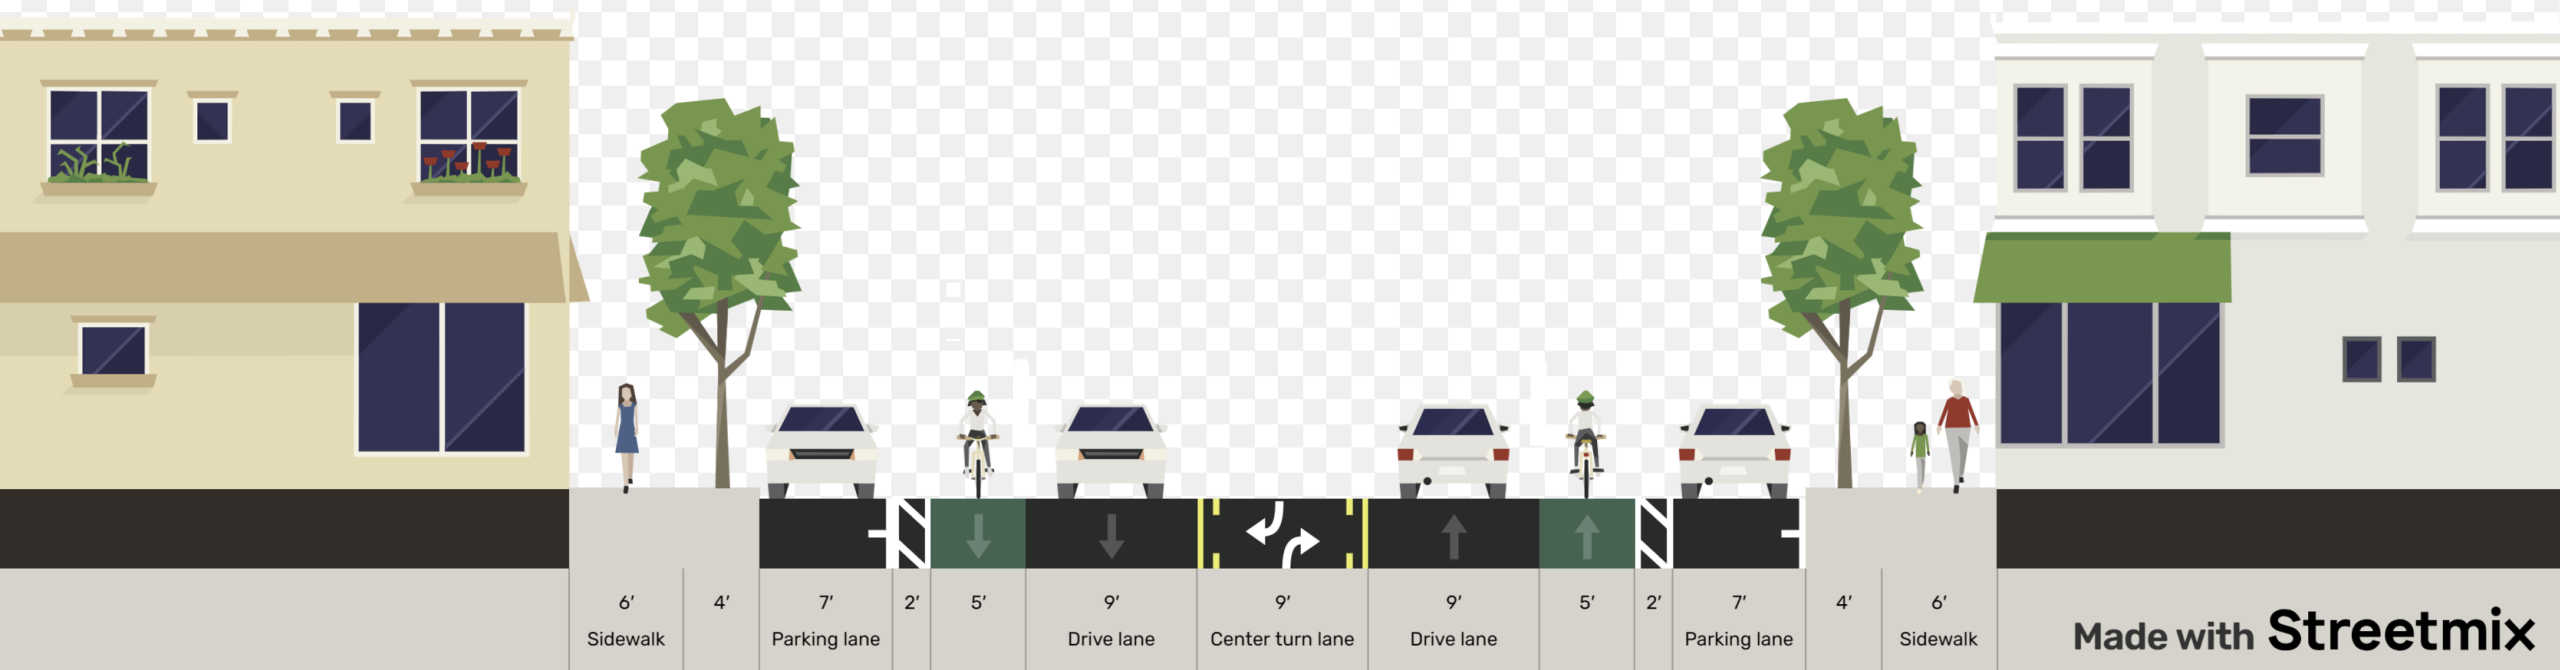 6′ 4′ 7′ 2′ 5′ 9′ 9′ 9′ 5′ 2′ 7′ 4′ 6′
Sidewalk Parking lane Drive lane Center turn lane Drive lane Parking lane Sidewalk
Made with Streetmix